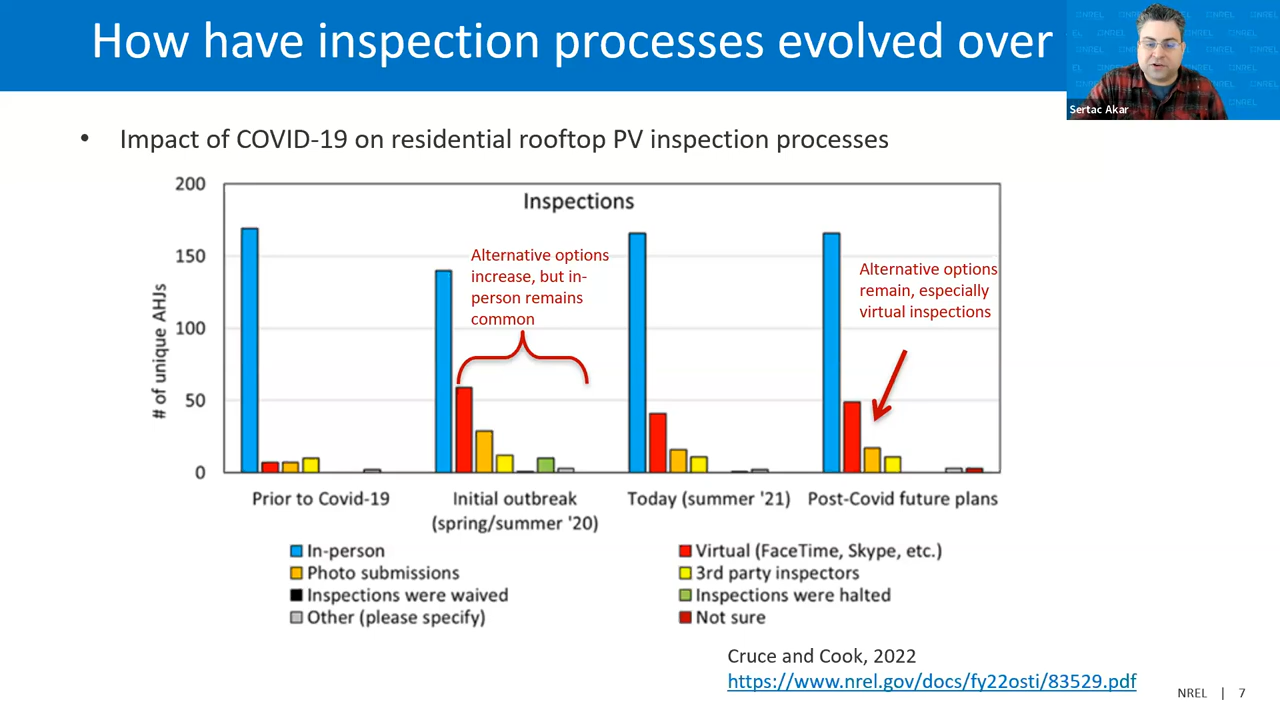 How have inspection processes evolved over
NREL
Sertac Akar
• Impact of COVID-19 on residential rooftop PV inspection processes
Inspections
# of unique AHJs
200
150
100
50
0
Alternative options
increase, but in-
person remains
common
Alternative options
remain, especially
virtual inspections
Prior to Covid-19
Initial outbreak
(spring/summer '20)
Today (summer '21)
Post-Covid future plans
In-person
Virtual (FaceTime, Skype, etc.)
Photo submissions
3rd party inspectors
Inspections were waived
Inspections were halted
Other (please specify)
Not sure
Cruce and Cook, 2022
https://www.nrel.gov/docs/fy22osti/83529.pdf
NREL | 7